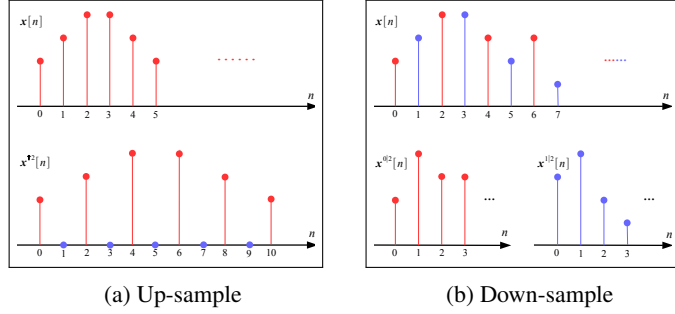 x[n]
......
n
0 1 2 3 4 5
x↑2[n]
n
0 1 2 3 4 5 6 7 8 9 10
(a) Up-sample
x[n]
......
n
0 1 2 3 4 5 6 7
x0|2[n]
...
n
0 1 2 3
x1|2[n]
...
n
0 1 2 3
(b) Down-sample